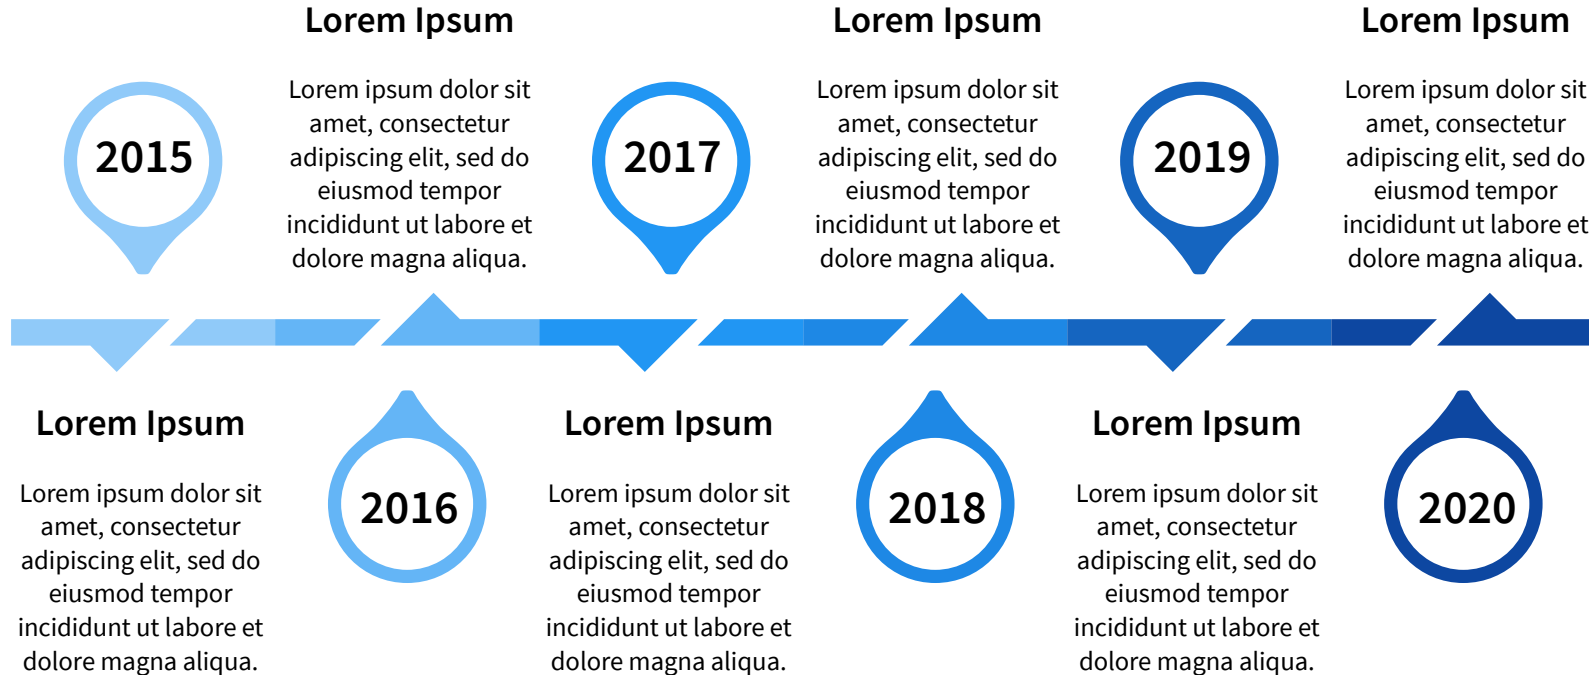 2015
Lorem Ipsum
Lorem ipsum dolor sit
amet, consectetur
adipiscing elit, sed do
eiusmod tempor
incididunt ut labore et
dolore magna aliqua.
2016
Lorem Ipsum
Lorem ipsum dolor sit
amet, consectetur
adipiscing elit, sed do
eiusmod tempor
incididunt ut labore et
dolore magna aliqua.
2017
Lorem Ipsum
Lorem ipsum dolor sit
amet, consectetur
adipiscing elit, sed do
eiusmod tempor
incididunt ut labore et
dolore magna aliqua.
2018
Lorem Ipsum
Lorem ipsum dolor sit
amet, consectetur
adipiscing elit, sed do
eiusmod tempor
incididunt ut labore et
dolore magna aliqua.
2019
Lorem Ipsum
Lorem ipsum dolor sit
amet, consectetur
adipiscing elit, sed do
eiusmod tempor
incididunt ut labore et
dolore magna aliqua.
2020
Lorem Ipsum
Lorem ipsum dolor sit
amet, consectetur
adipiscing elit, sed do
eiusmod tempor
incididunt ut labore et
dolore magna aliqua.